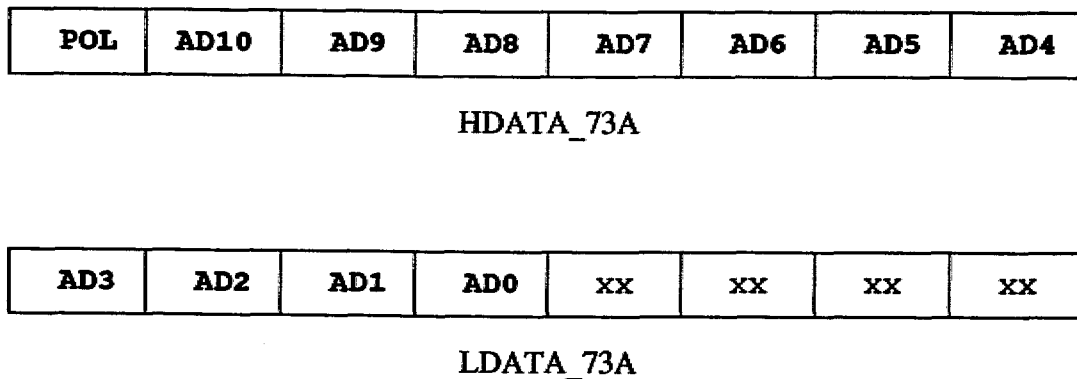 POL AD10 AD9 AD8 AD7 AD6 AD5 AD4
HDATA_73A
AD3 AD2 AD1 AD0 xx xx xx xx
LDATA_73A